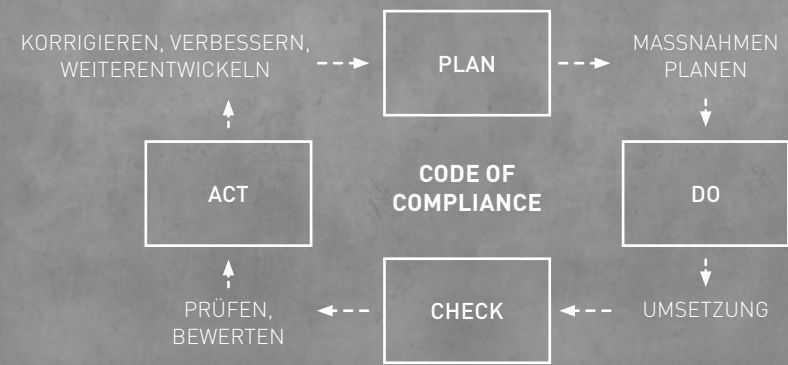 KORRIGIEREN, VERBESSERN,
WEITERENTWICKELN
PLAN
MASSNAHMEN
PLANEN
ACT
CODE OF
COMPLIANCE
DO
PRÜFEN,
BEWERTEN
CHECK
UMSETZUNG